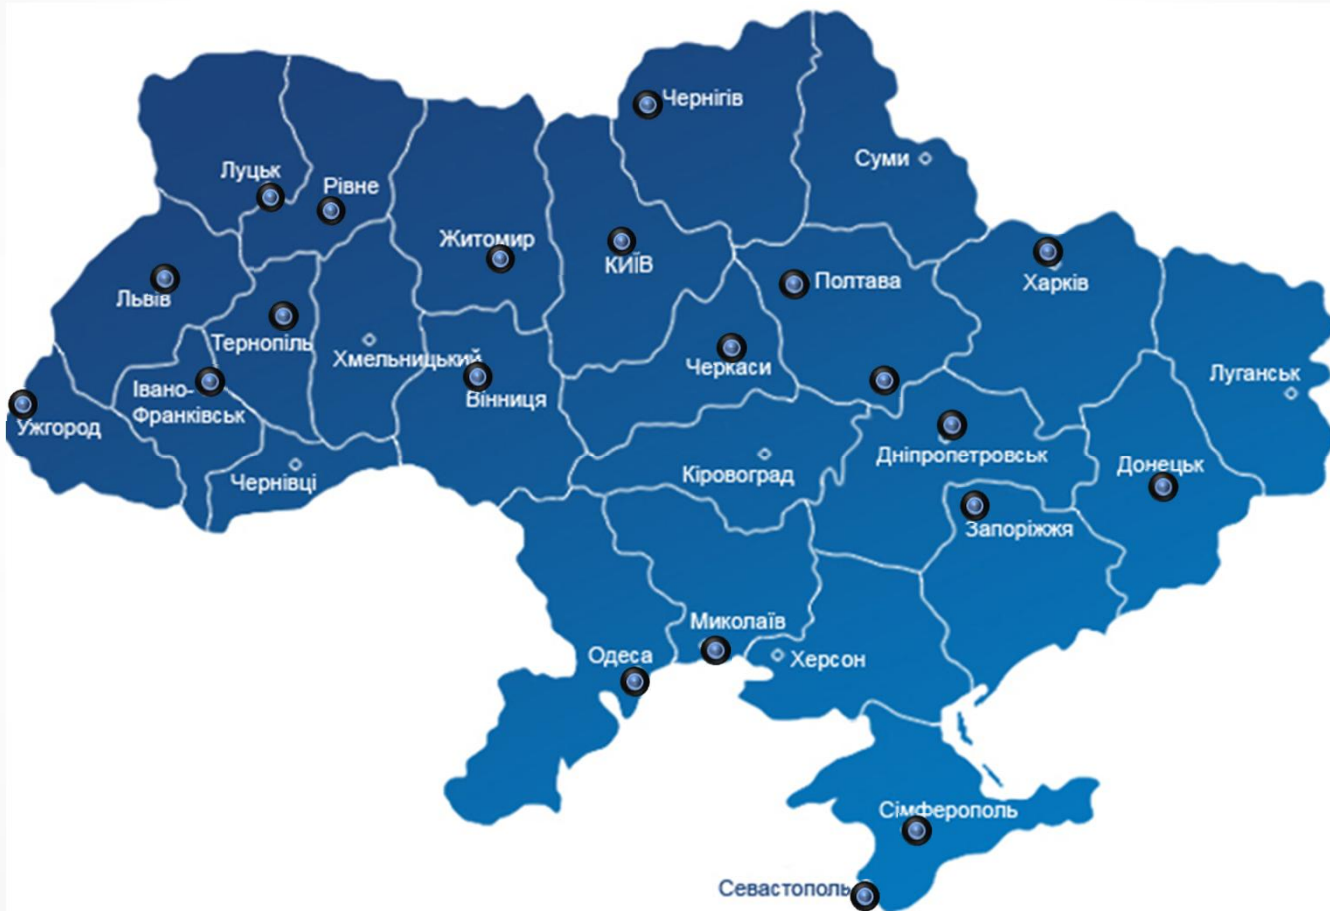 Чернігів
Суми
Луцьк
Рівне
Житомир
КИЇВ
Полтава
Харків
Львів
Тернопіль
Хмельницький
Черкаси
Луганськ
Івано-
Франківськ
Вінниця
Ужгород
Дніпропетровськ
Донецьк
Чернівці
Кіровоград
Запоріжжя
Миколаїв
Одеса
Херсон
Сімферополь
Севастополь